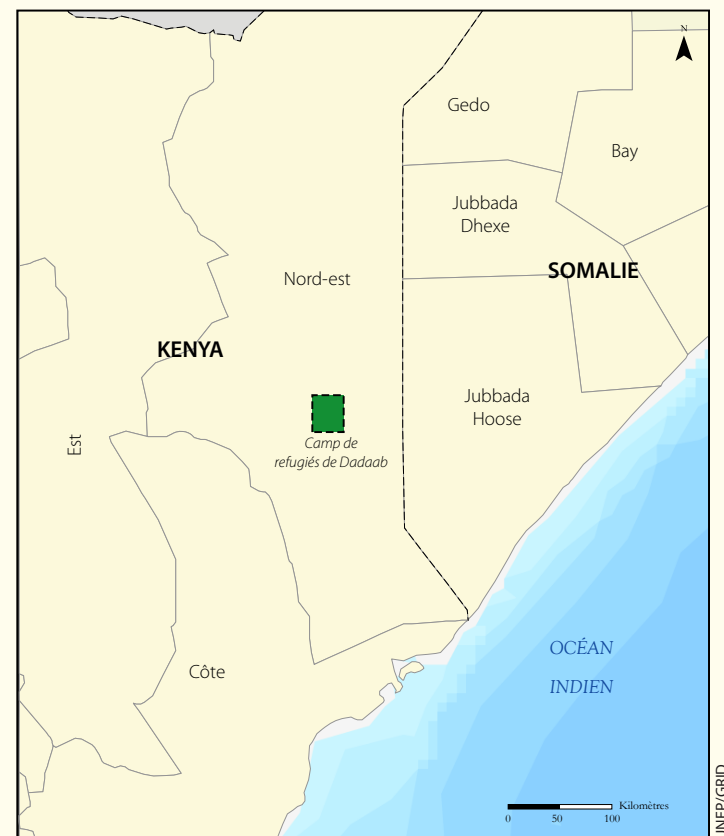 N
Gedo
Bay
Jubbada
Dhexe
SOMALIE
Nord-est
KENYA
Jubbada
Hoose
Est
Camp de
refugiés de Dadaab
OCÉAN
INDIEN
Côte
Kilomètres
0 50 100
UNEP/GRID